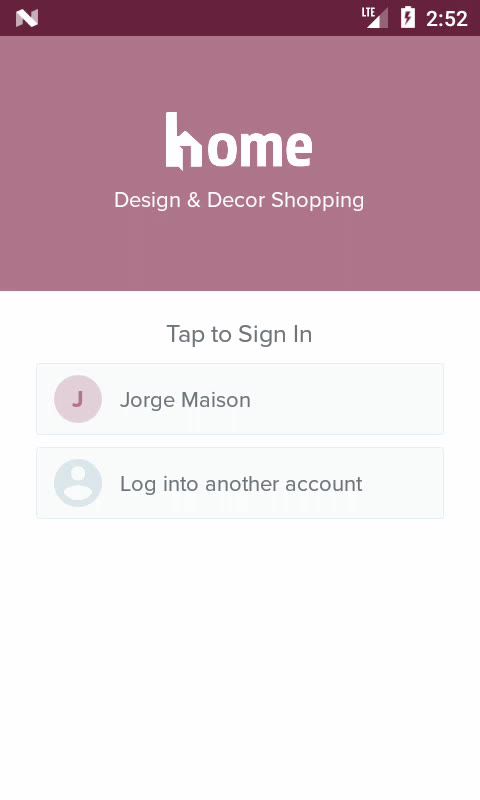 LTE
2:52
home
Design & Decor Shopping
Tap to Sign In
J
Jorge Maison
Log into another account